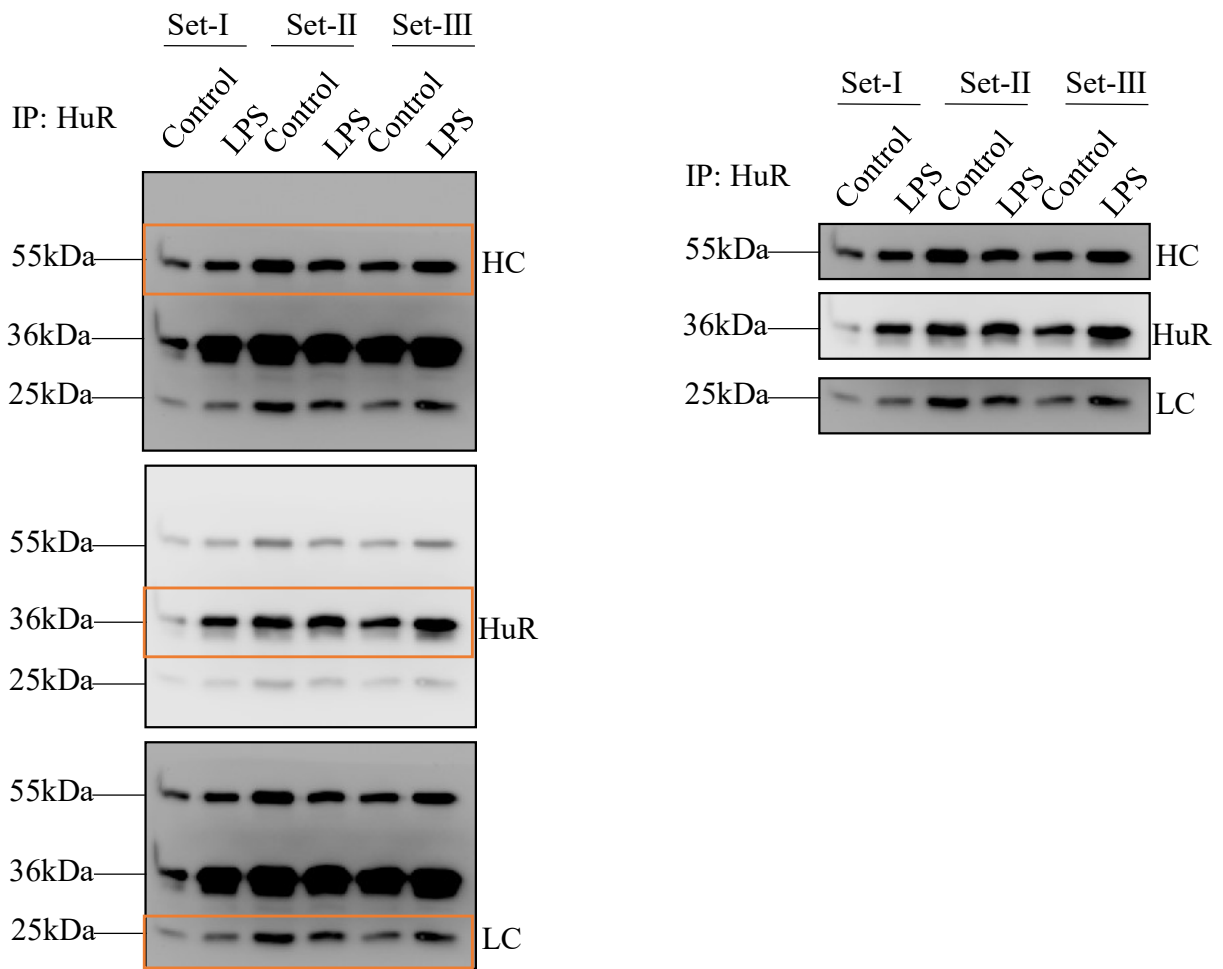 Set-I Set-II Set-III
IP: HuR
Control LPS Control LPS Control LPS
55kDa HC
36kDa
25kDa
55kDa
36kDa HuR
25kDa
55kDa
36kDa
25kDa LC
Set-I Set-II Set-III
IP: HuR
Control LPS Control LPS Control LPS
55kDa HC
36kDa HuR
25kDa LC